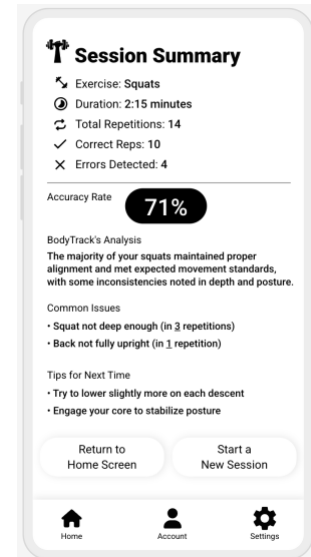 Session Summary
Exercise: Squats
Duration: 2:15 minutes
Total Repetitions: 14
Correct Reps: 10
Errors Detected: 4
Accuracy Rate
71%
BodyTrack's Analysis
The majority of your squats maintained proper
alignment and met expected movement standards,
with some inconsistencies noted in depth and posture.
Common Issues
• Squat not deep enough (in 3 repetitions)
• Back not fully upright (in 1 repetition)
Tips for Next Time
• Try to lower slightly more on each descent
• Engage your core to stabilize posture
Return to
Home Screen
Start a
New Session
Home
Account
Settings